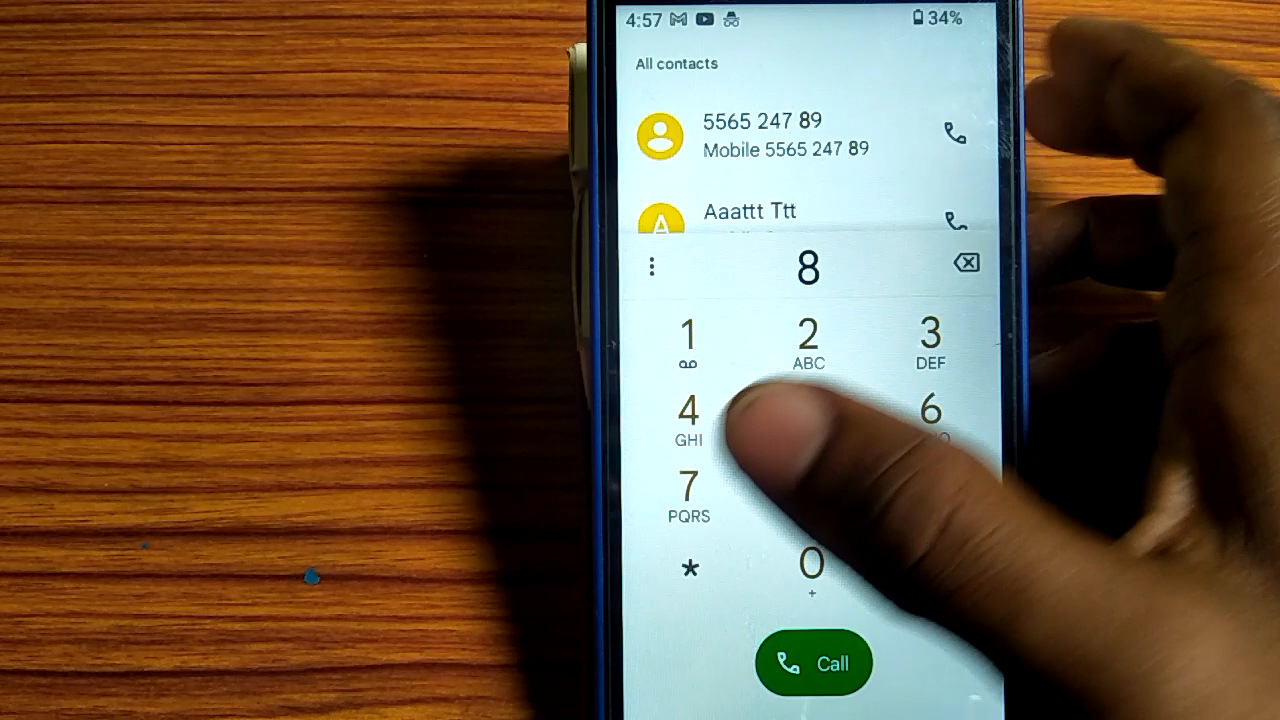 4:57 34%
All contacts
5565 247 89
Mobile 5565 247 89
A Aaattt Ttt
8
1 2 3
ABC DEF
4 6
GHI
7
PQRS
* 0
+
Call